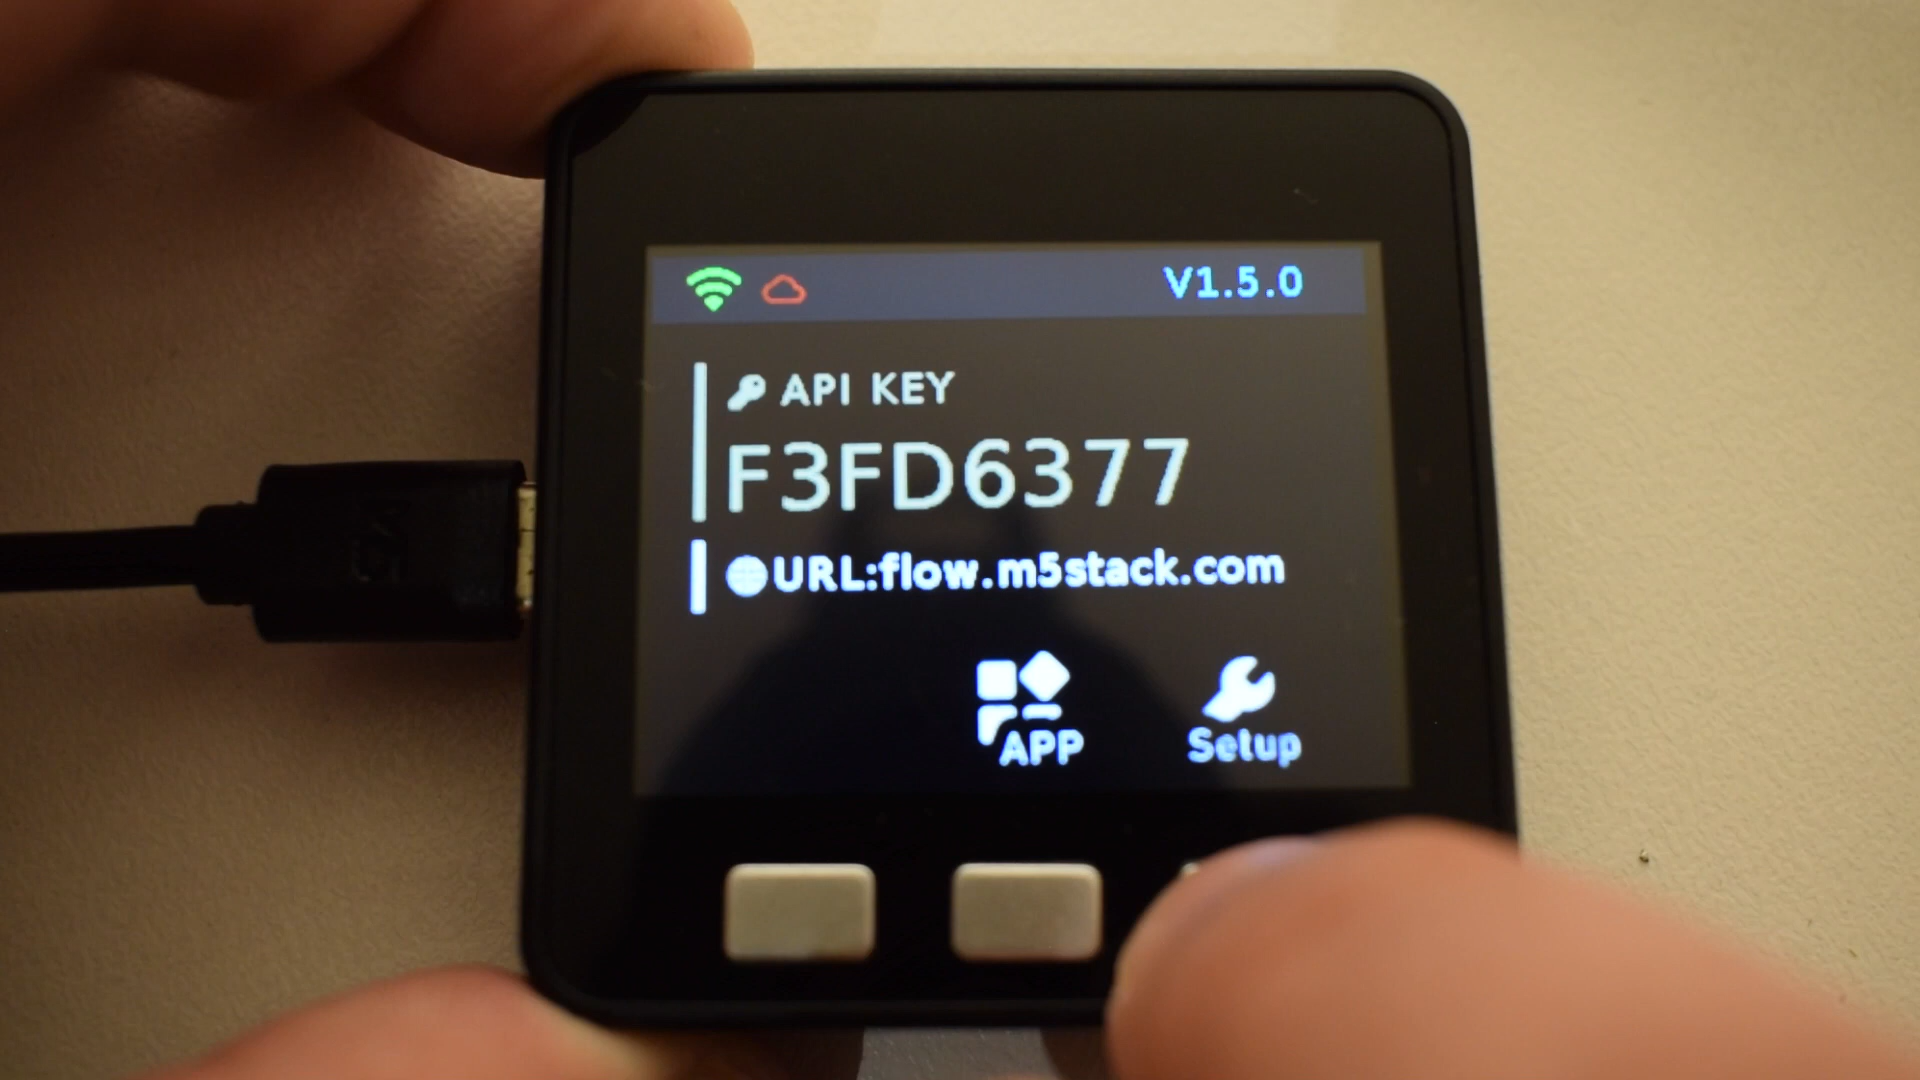 V1.5.0
API KEY
F3FD6377
URL:flow.m5stack.com
APP
Setup